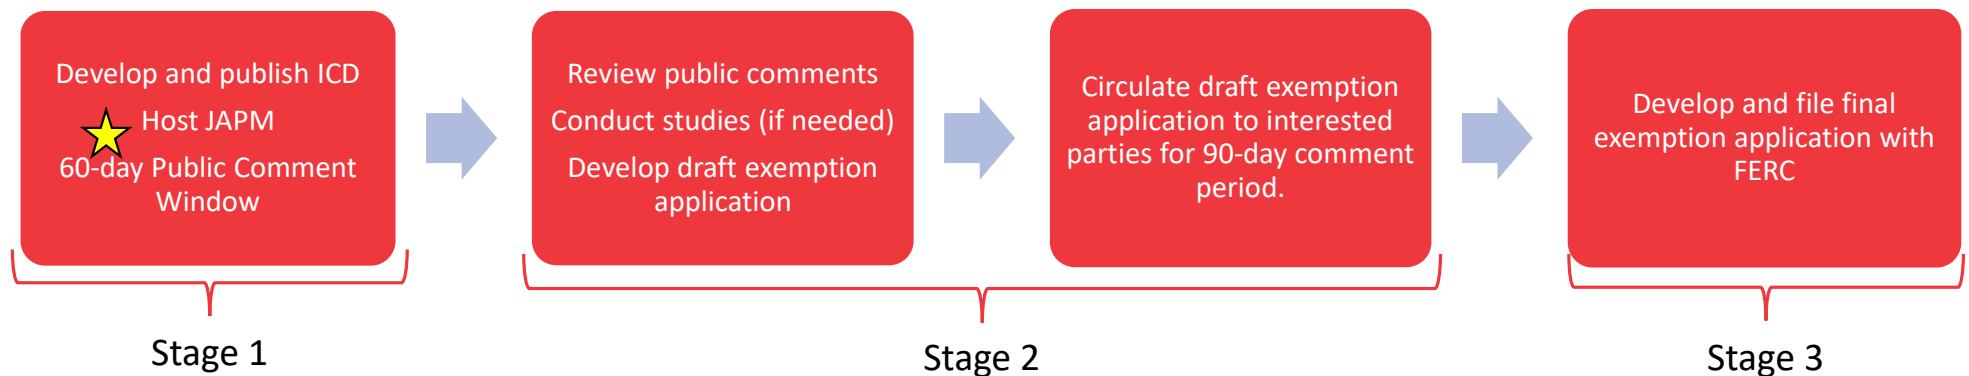 Develop and publish ICD
Host JAPM
60-day Public Comment
Window
Review public comments
Conduct studies (if needed)
Develop draft exemption
application
Circulate draft exemption
application to interested
parties for 90-day comment
period.
Develop and file final
exemption application with
FERC
Stage 1
Stage 2
Stage 3